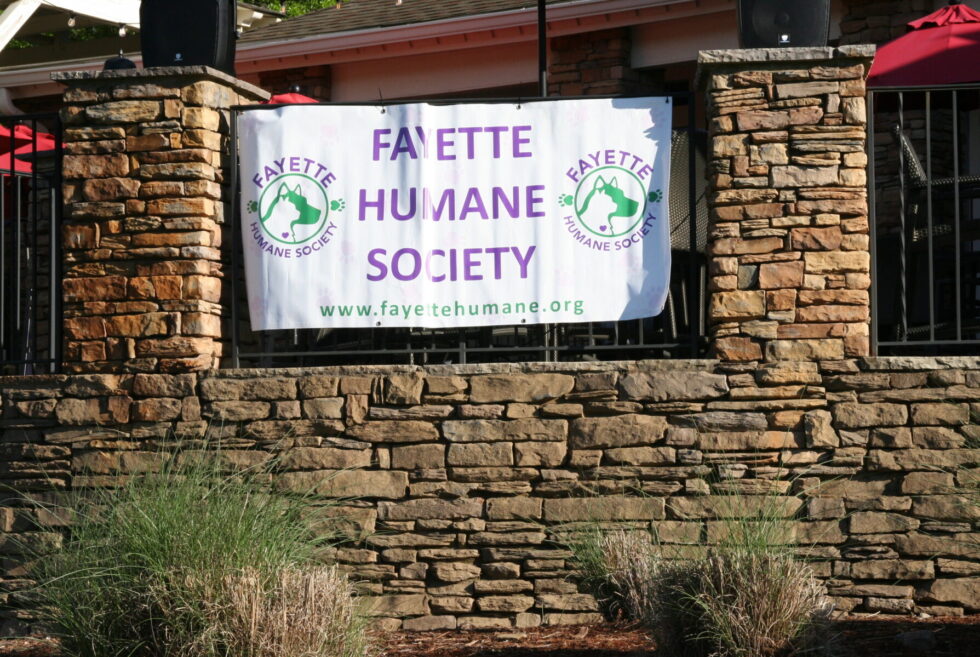 FAYETTE
HUMANE
SOCIETY
www.fayettehumane.org
FAYETTE
HUMANE SOCIETY
FAYETTE
HUMANE SOCIETY